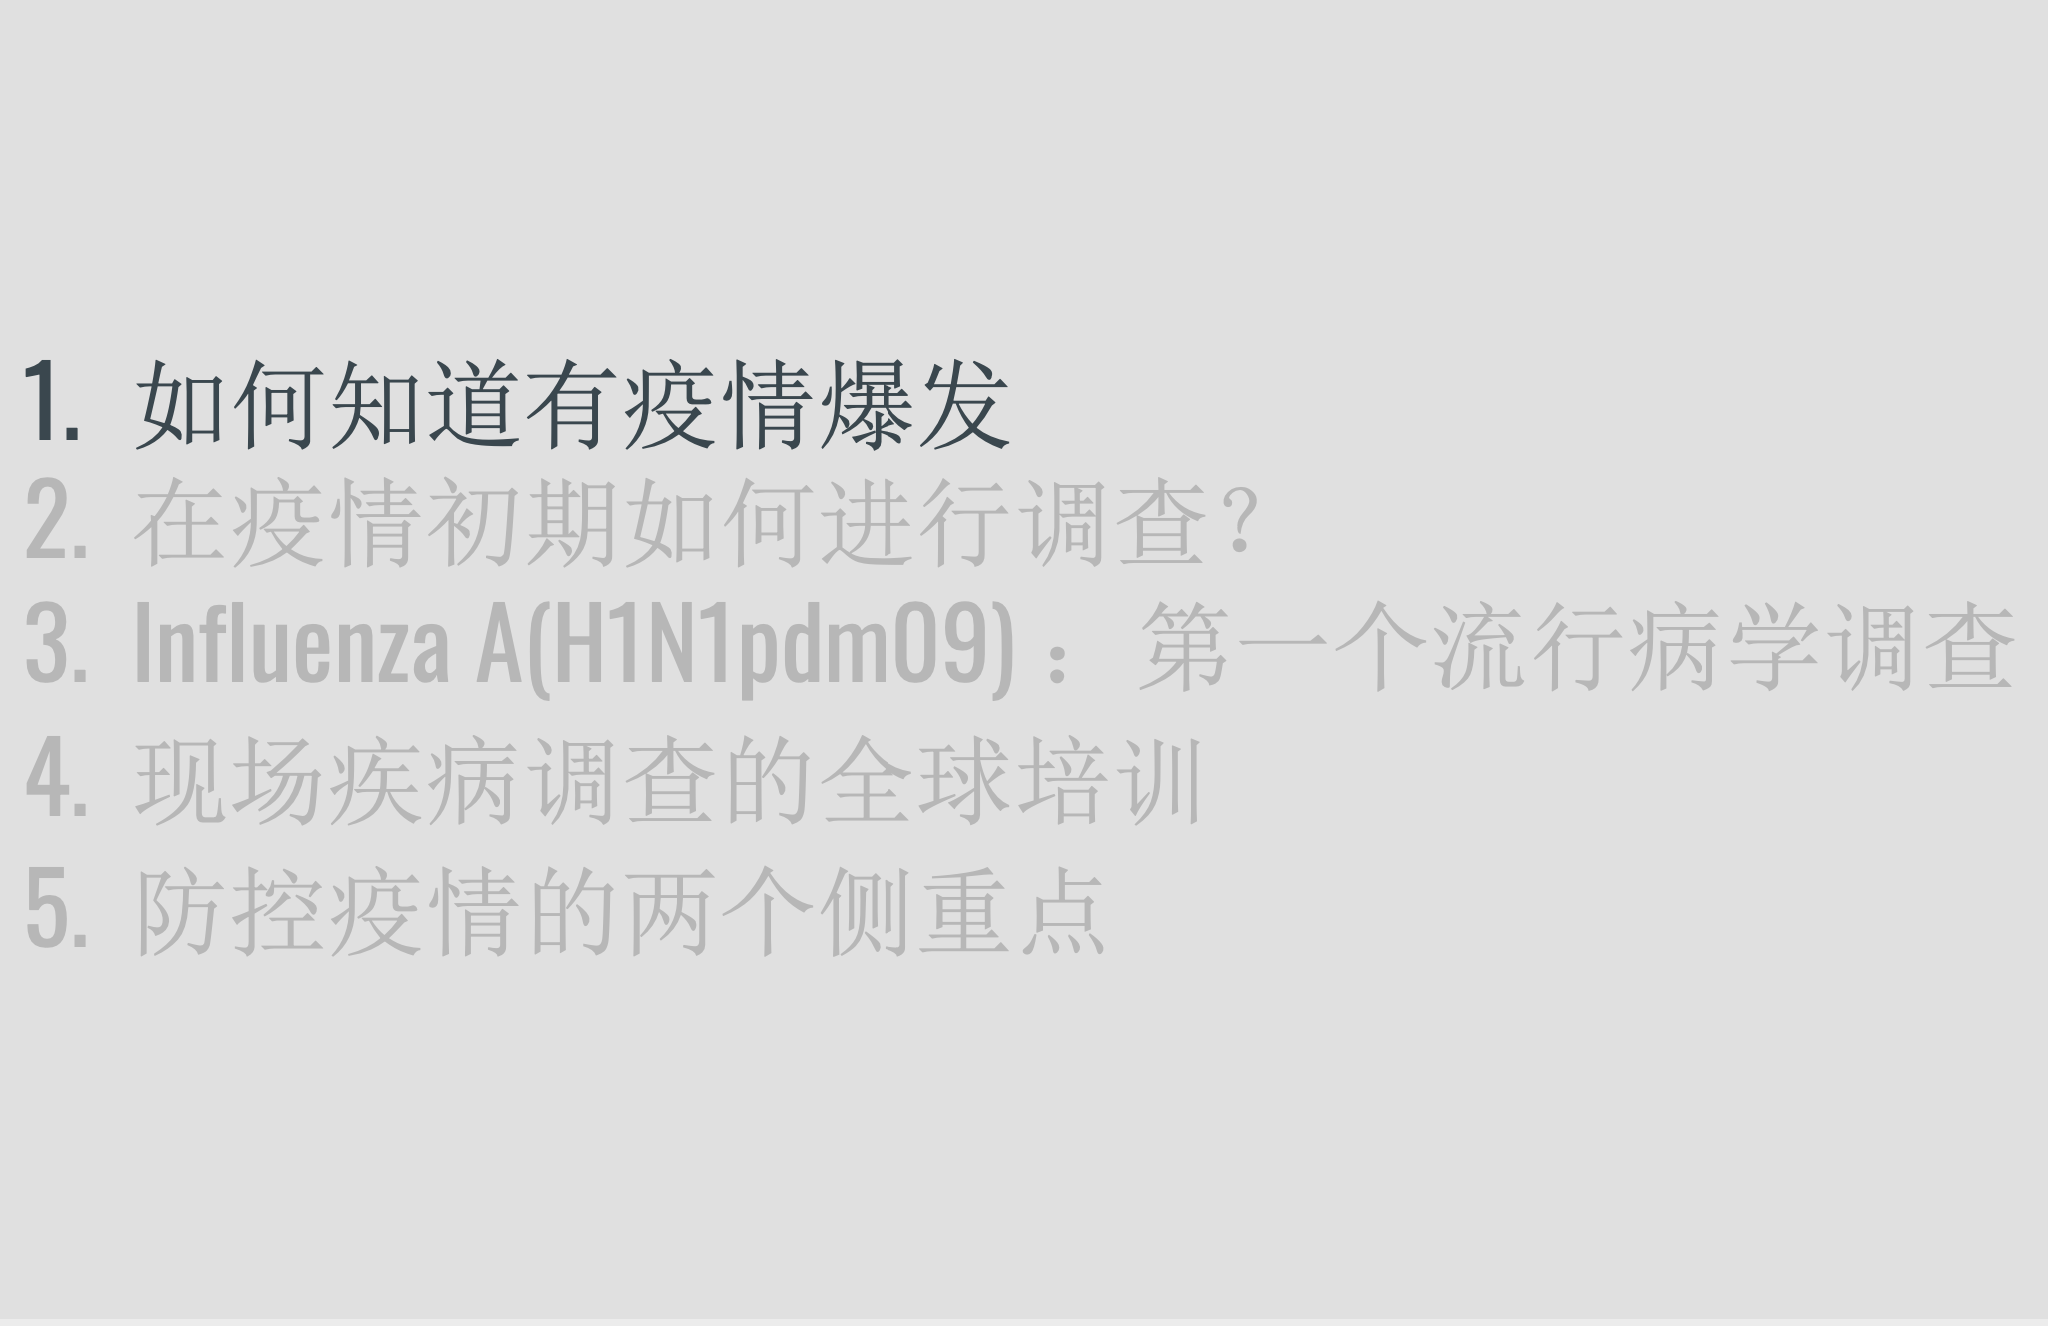 1. 如何知道有疫情爆发
2. 在疫情初期如何进行调查?
3. Influenza A(H1N1pdm09) ： 第一个流行病学调查
4. 现场疾病调查的全球培训
5. 防控疫情的两个侧重点